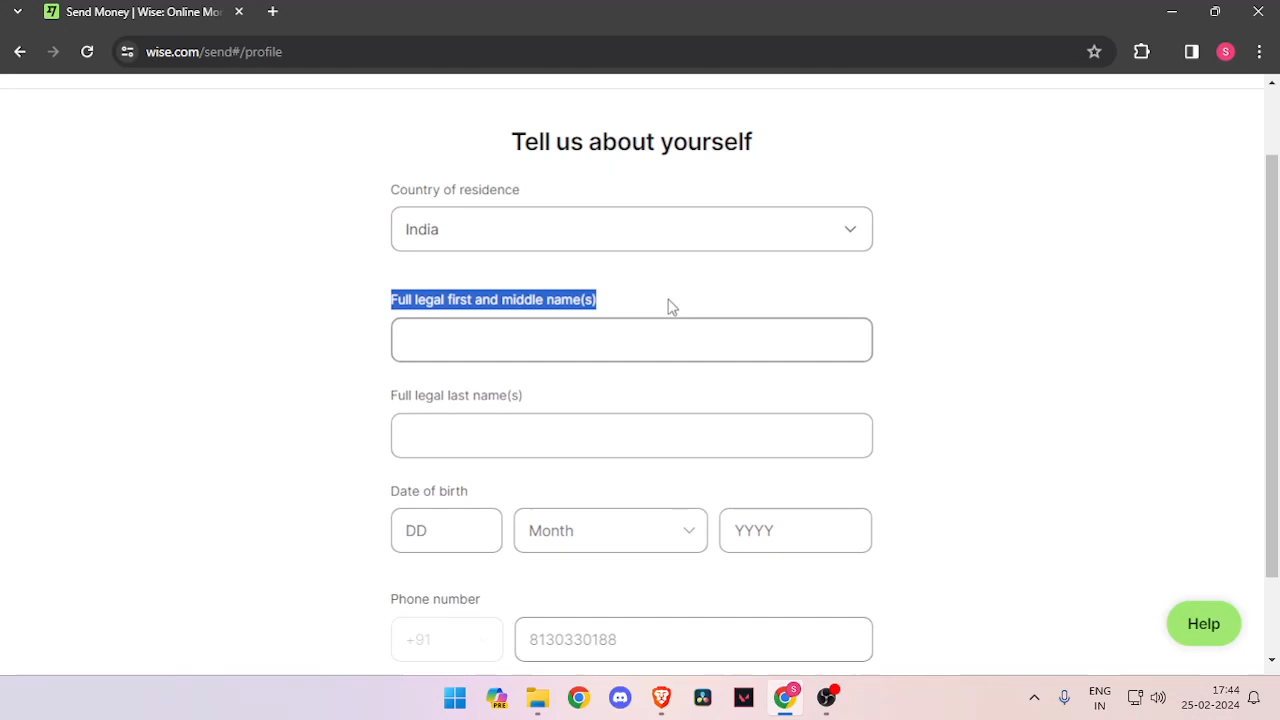 Send Money | Wise: Online Mo
wise.com/send#/profile
S
Tell us about yourself
Country of residence
India
Full legal first and middle name(s)
Full legal last name(s)
Date of birth
DD Month YYYY
Phone number
+91 8130330188
Help
PRE
S
ENG
IN
17:44
25-02-2024